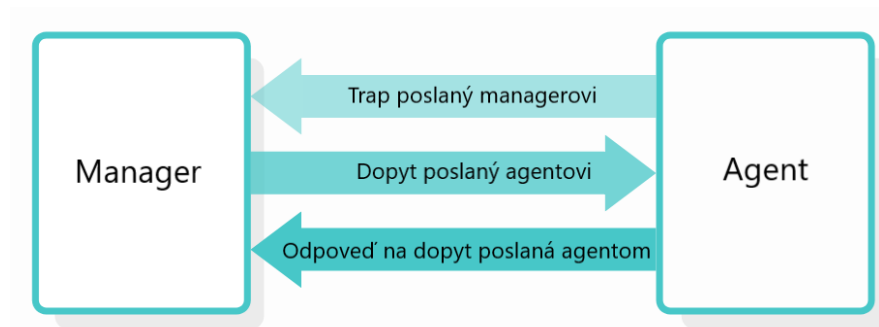 Manager
Trap poslaný managerovi
Dopyt poslaný agentovi
Odpoveď na dopyt poslaná agentom
Agent